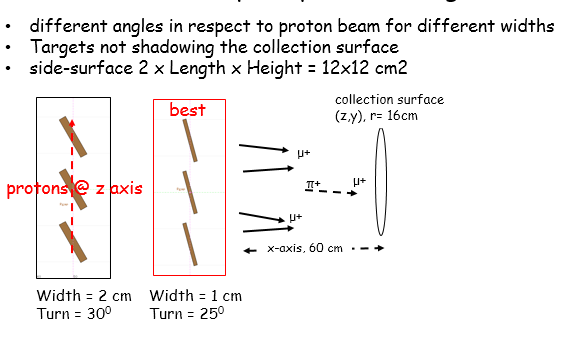 different angles in respect to proton beam for different widths
Targets not shadowing the collection surface
side-surface 2 x Length x Height = 12x12 cm2
best
collection surface
(z,y), r= 16cm
μ+
protons @ z axis
π+
μ+
μ+
x-axis, 60 cm
Width = 2 cm
Turn = 30⁰
Width = 1 cm
Turn = 25⁰